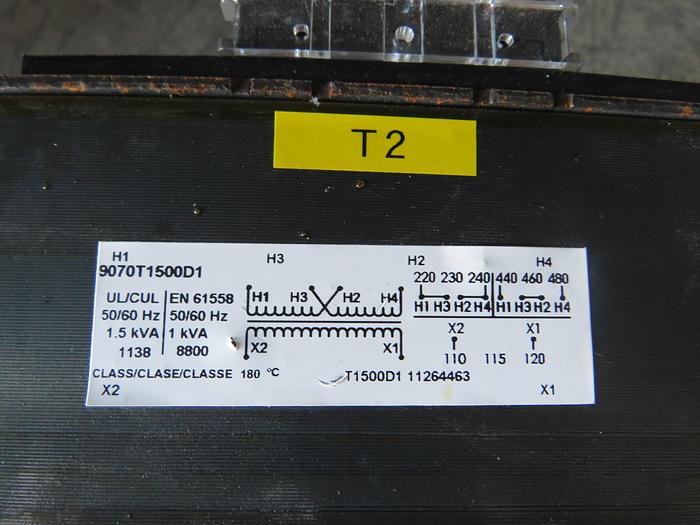 T2
H1 H3 H2 H4
9070T1500D1
220 230 240 440 460 480
UL/CUL EN 61558
H1 H3 H2 H4
H1 H3 H2 H4 H1 H3 H2 H4
50/60 Hz 50/60 Hz
1.5 kVA 1 kVA
X2 X1
1138 8800
X2 X1
110 115 120
CLASS/CLASE/CLASSE 180 °C
T1500D1 11264463
X2 X1